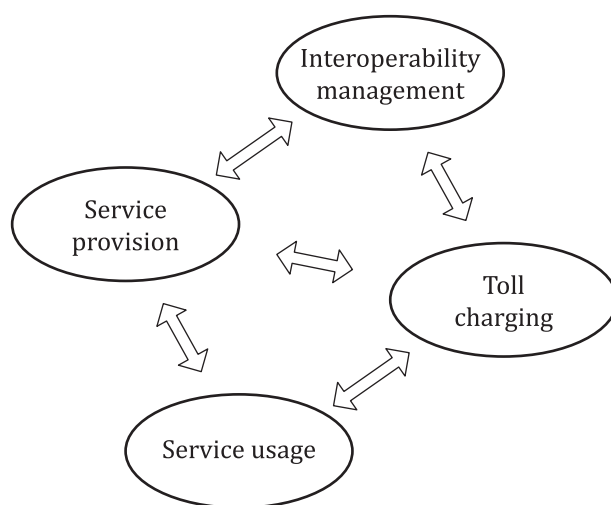 Interoperability
management
Service
provision
Toll
charging
Service usage